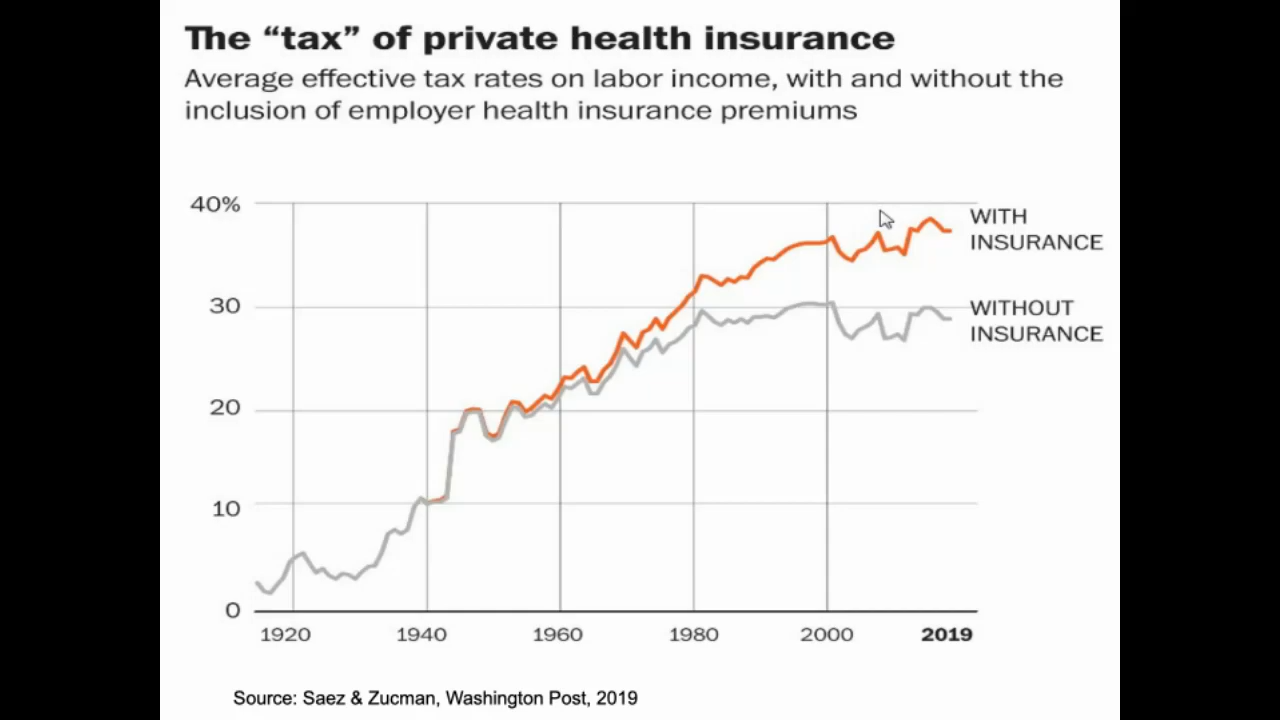 The “tax” of private health insurance
Average effective tax rates on labor income, with and without the
inclusion of employer health insurance premiums
40%
30
20
10
0
WITH
INSURANCE
WITHOUT
INSURANCE
1920 1940 1960 1980 2000 2019
Source: Saez & Zucman, Washington Post, 2019